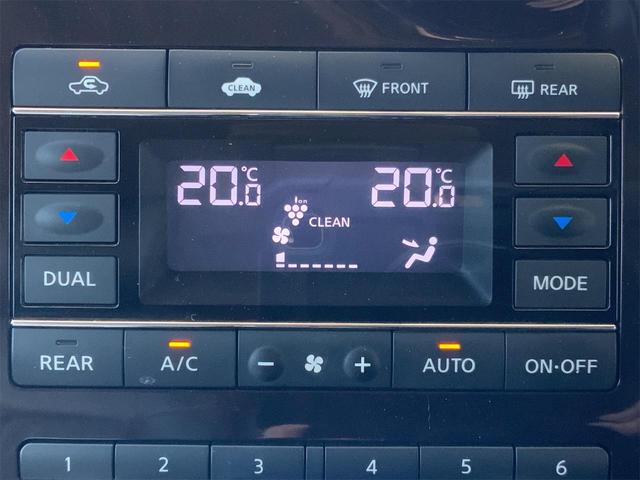 CLEAN FRONT REAR
20.0°C 20.0°C
ion
CLEAN
DUAL MODE
REAR A/C − + AUTO ON·OFF
1 2 3 4 5 6